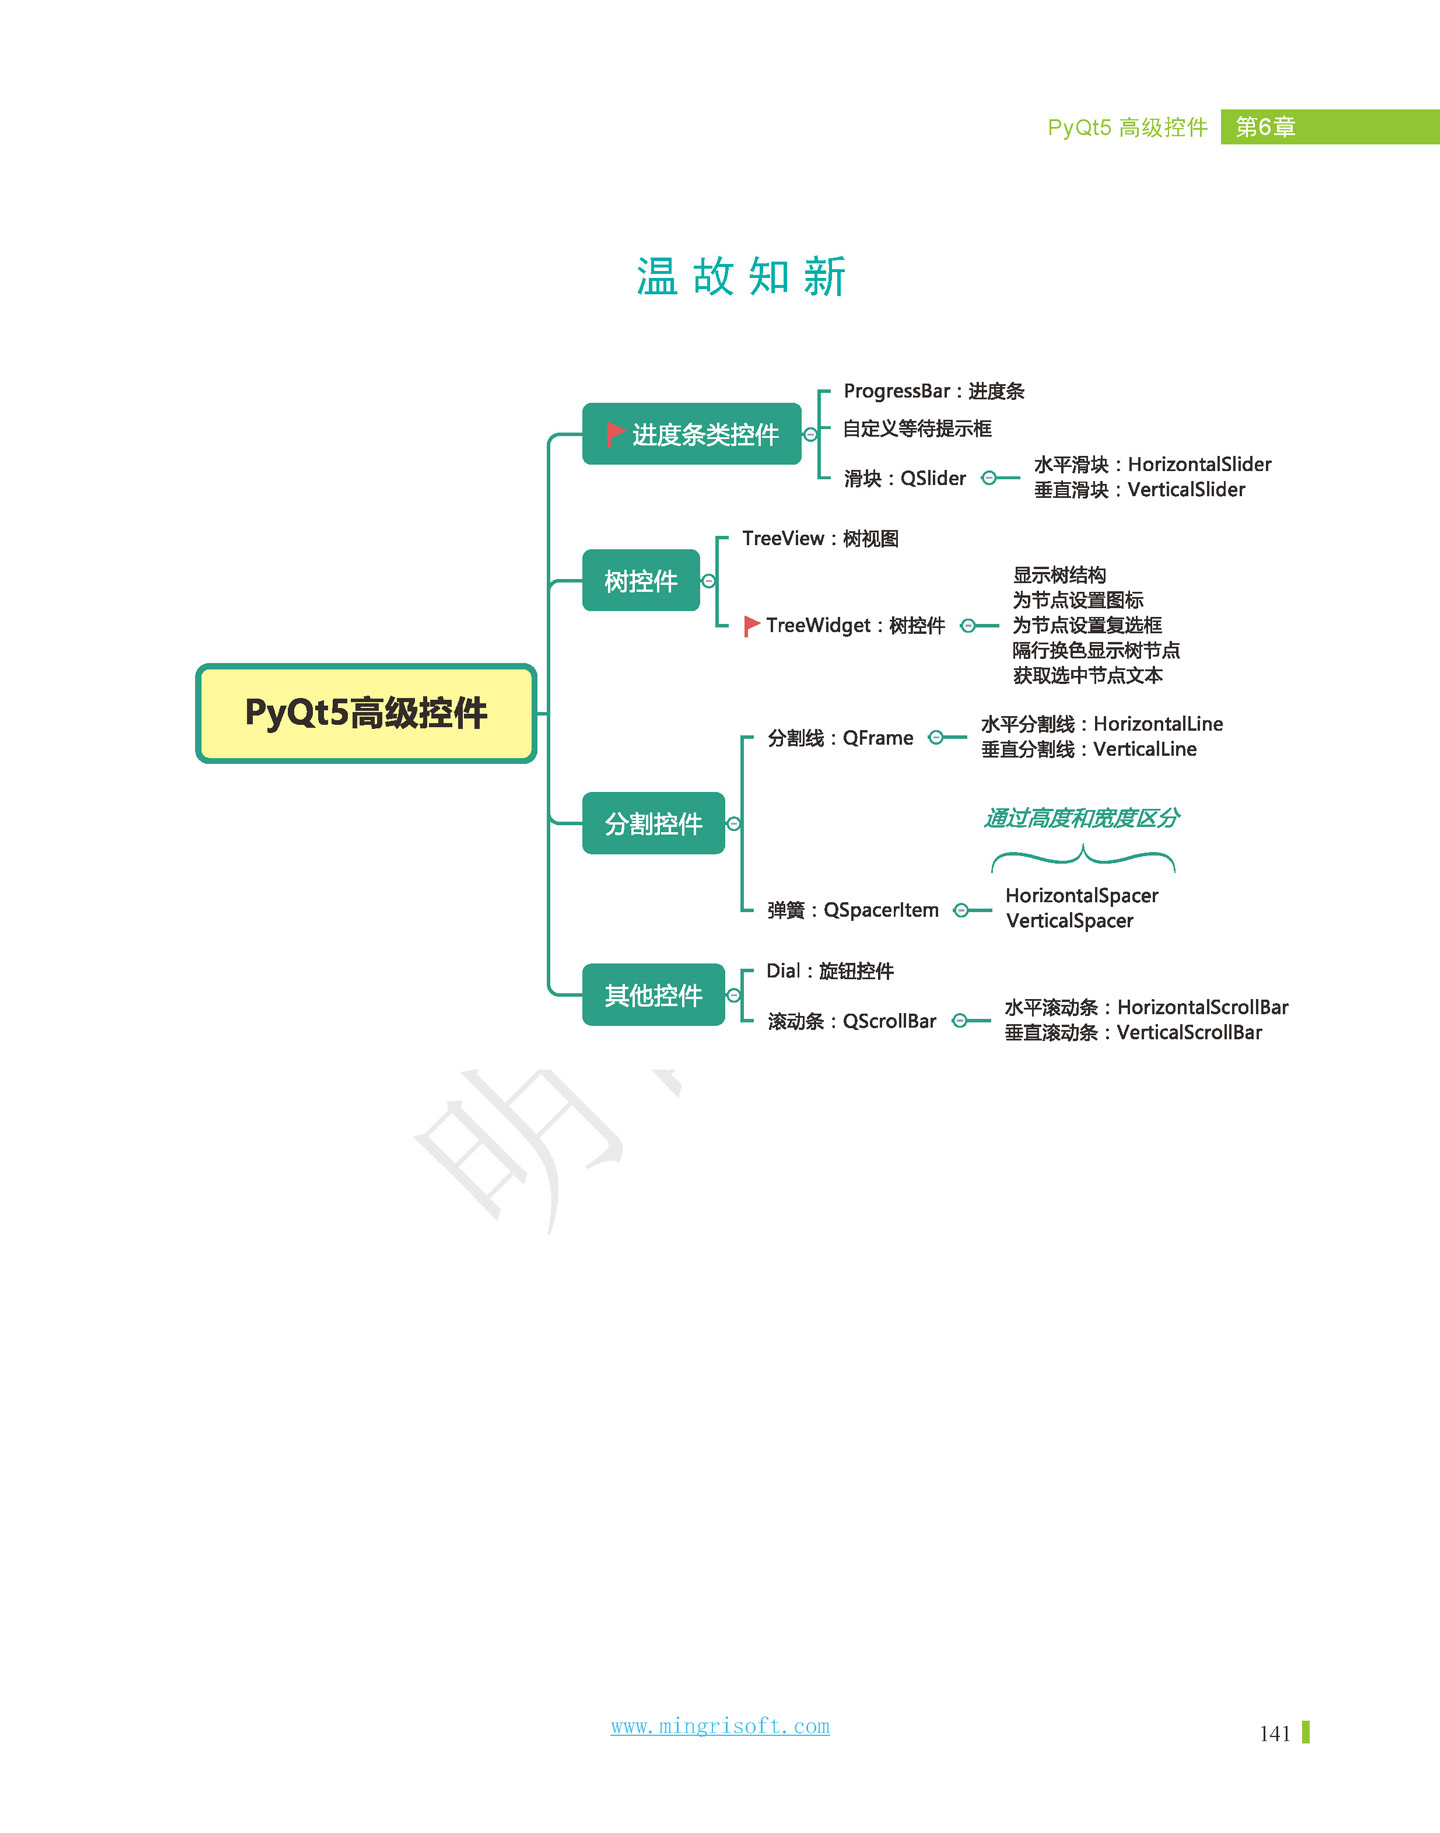 PyQt5 高级控件 第6章
温故知新
PyQt5高级控件
进度条类控件
ProgressBar：进度条
自定义等待提示框
滑块：QSlider
水平滑块：HorizontalSlider
垂直滑块：VerticalSlider
树控件
TreeView：树视图
TreeWidget：树控件
显示树结构
为节点设置图标
为节点设置复选框
隔行换色显示树节点
获取选中节点文本
分割控件
分割线：QFrame
水平分割线：HorizontalLine
垂直分割线：VerticalLine
弹簧：QSpacerItem
通过高度和宽度区分
HorizontalSpacer
VerticalSpacer
其他控件
Dial：旋钮控件
滚动条：QScrollBar
水平滚动条：HorizontalScrollBar
垂直滚动条：VerticalScrollBar
明
www.mingrisoft.com
141